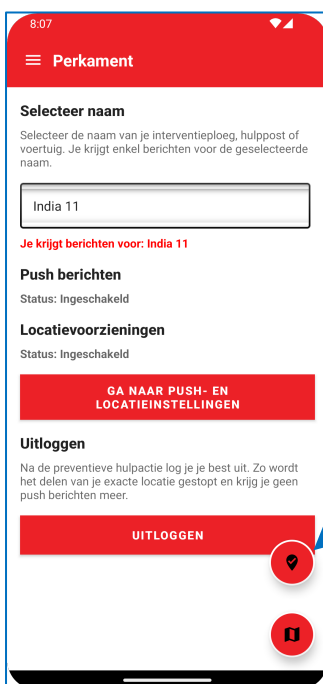 8:07
Perkament
Selecteer naam
Selecteer de naam van je interventieploeg, hulppost of
voertuig. Je krijgt enkel berichten voor de geselecteerde
naam.
India 11
Je krijgt berichten voor: India 11
Push berichten
Status: Ingeschakeld
Locatievoorzieningen
Status: Ingeschakeld
GA NAAR PUSH- EN
LOCATIEINSTELLINGEN
Uitloggen
Na de preventieve hulpactie log je je best uit. Zo wordt
het delen van je exacte locatie gestopt en krijg je geen
push berichten meer.
UITLOGGEN